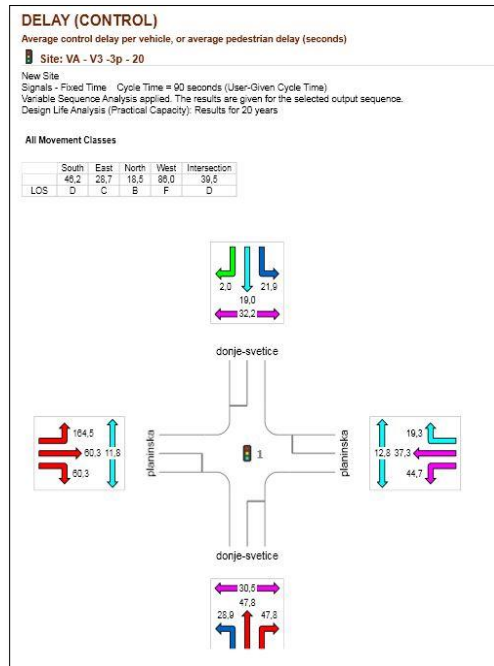 DELAY (CONTROL)
Average control delay per vehicle, or average pedestrian delay (seconds)
Site: VA - V3 -3p - 20
New Site
Signals - Fixed Time Cycle Time = 90 seconds (User-Given Cycle Time)
Variable Sequence Analysis applied. The results are given for the selected output sequence.
Design Life Analysis (Practical Capacity): Results for 20 years
All Movement Classes
South East North West Intersection
46,2 28,7 18,5 86,0 39,5
LOS D C B F D
2,0 21,9
19,0
32,2
donje-svetice
164,5
60,3 11,8
60,3
planinska
1
planinska
19,3
12,8 37,3
44,7
donje-svetice
30,5
47,8
28,9 47,8